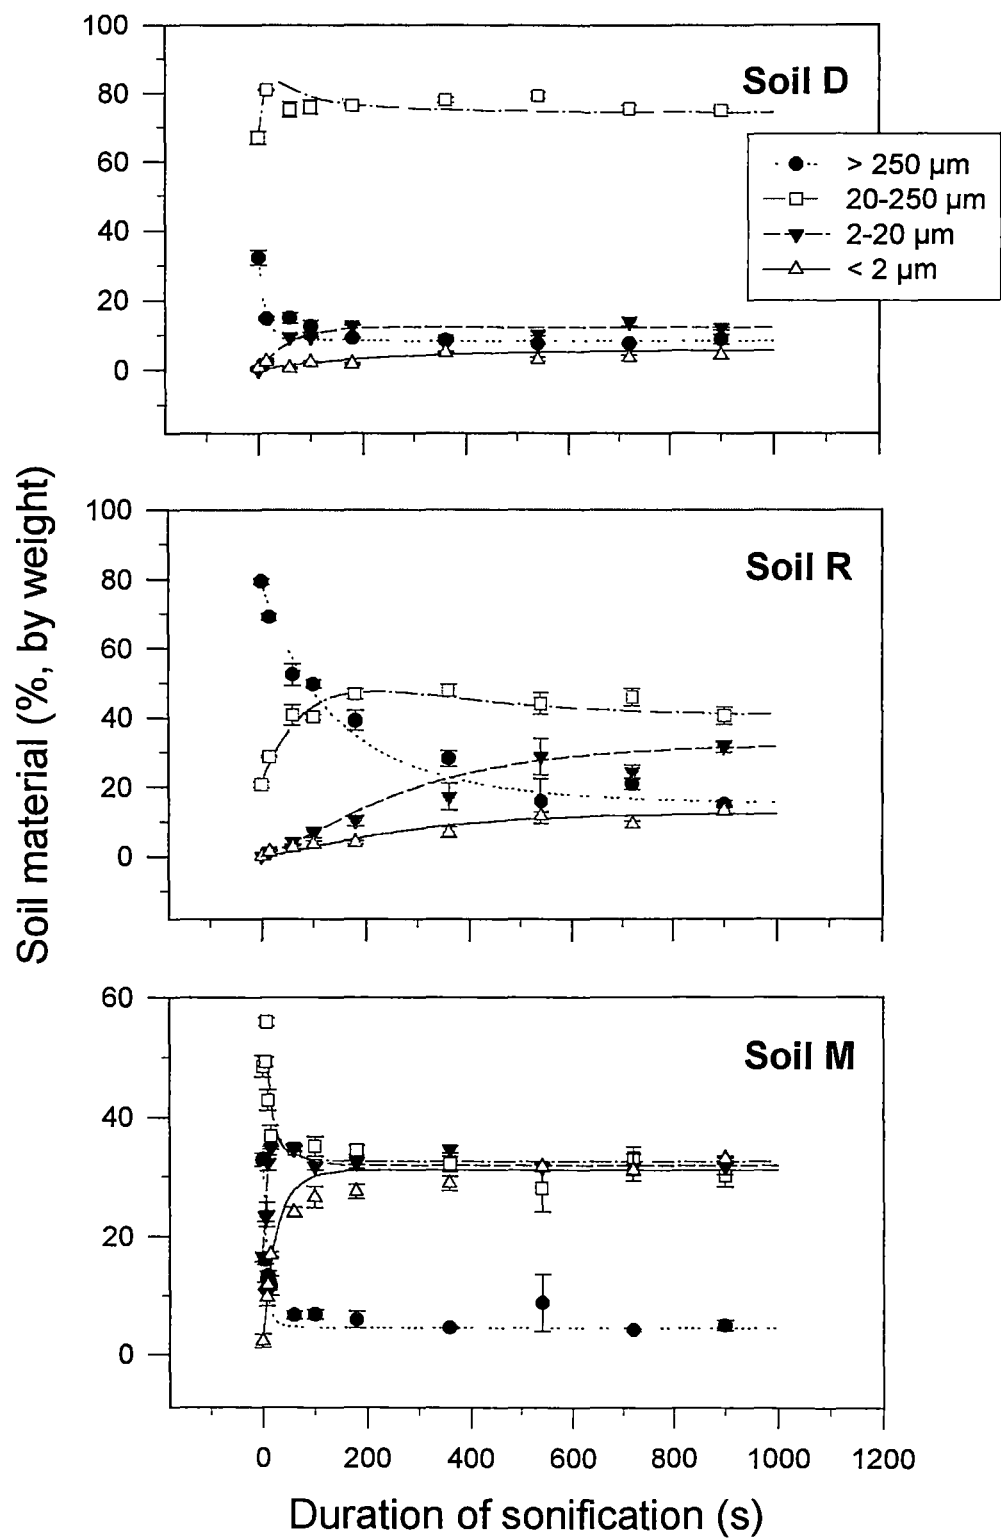 100
80
60
40
20
0
Soil D
> 250 µm
20-250 µm
2-20 µm
< 2 µm
Soil material (%, by weight)
100
80
60
40
20
0
Soil R
60
40
20
0
Soil M
0 200 400 600 800 1000 1200
Duration of sonification (s)